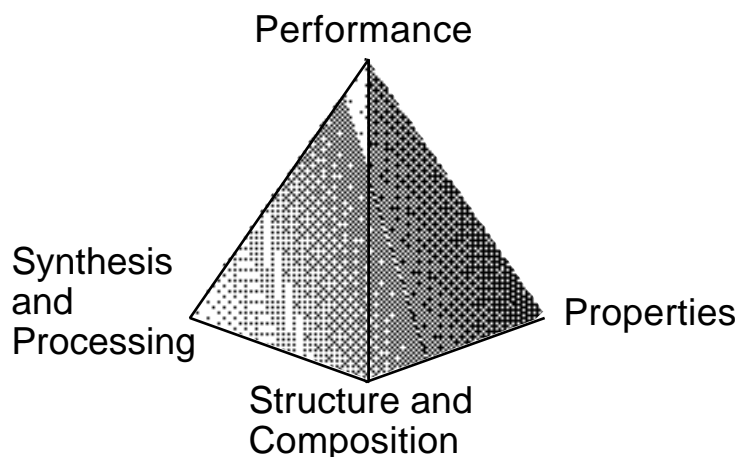 Performance
Synthesis
and
Processing
Properties
Structure and
Composition